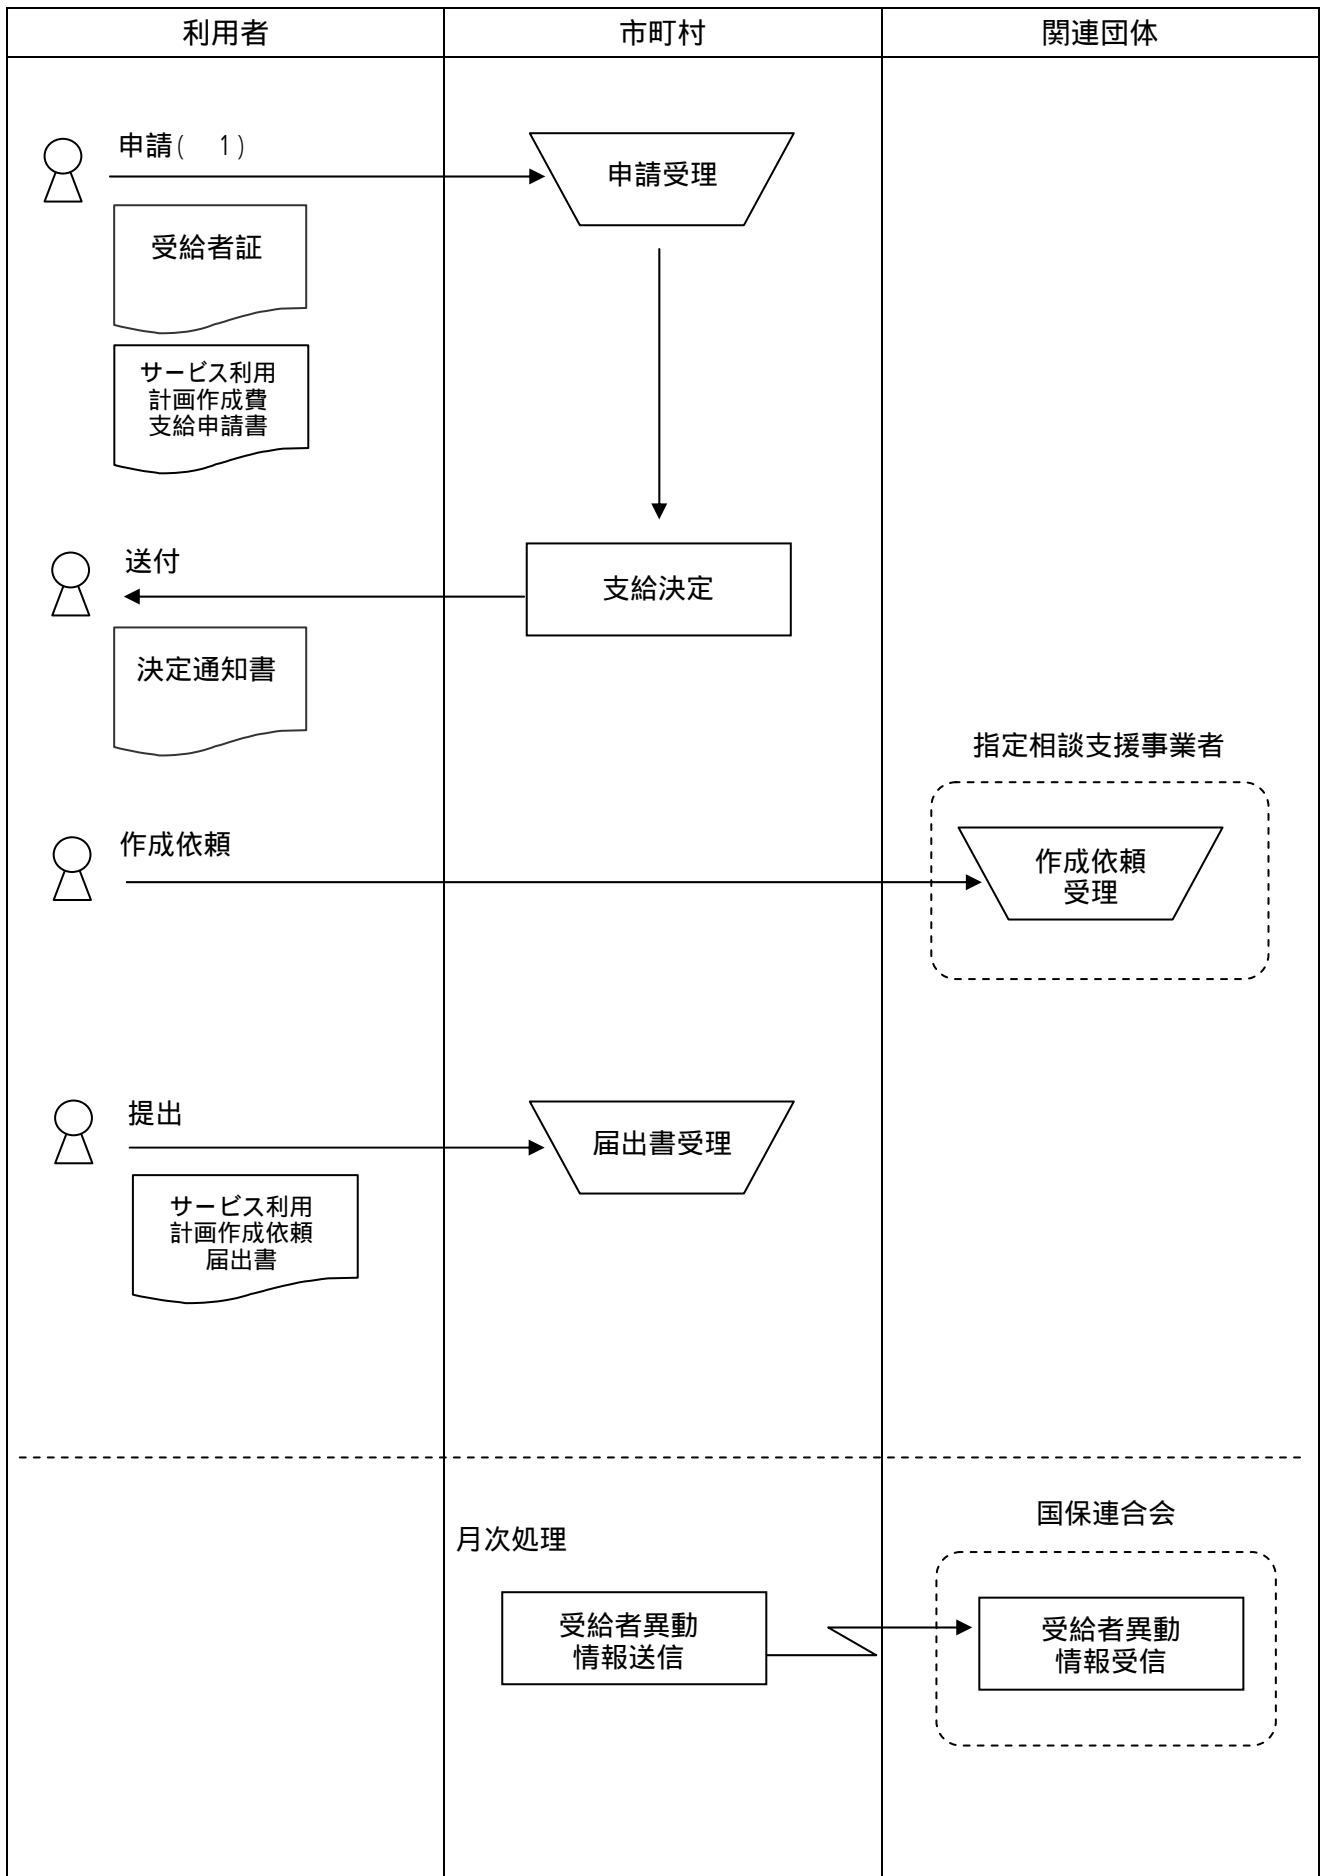 利用者
市町村
関連団体
申請( 1)
申請受理
受給者証
サービス利用
計画作成費
支給申請書
送付
支給決定
決定通知書
指定相談支援事業者
作成依頼
作成依頼
受理
提出
届出書受理
サービス利用
計画作成依頼
届出書
国保連合会
月次処理
受給者異動
情報送信
受給者異動
情報受信